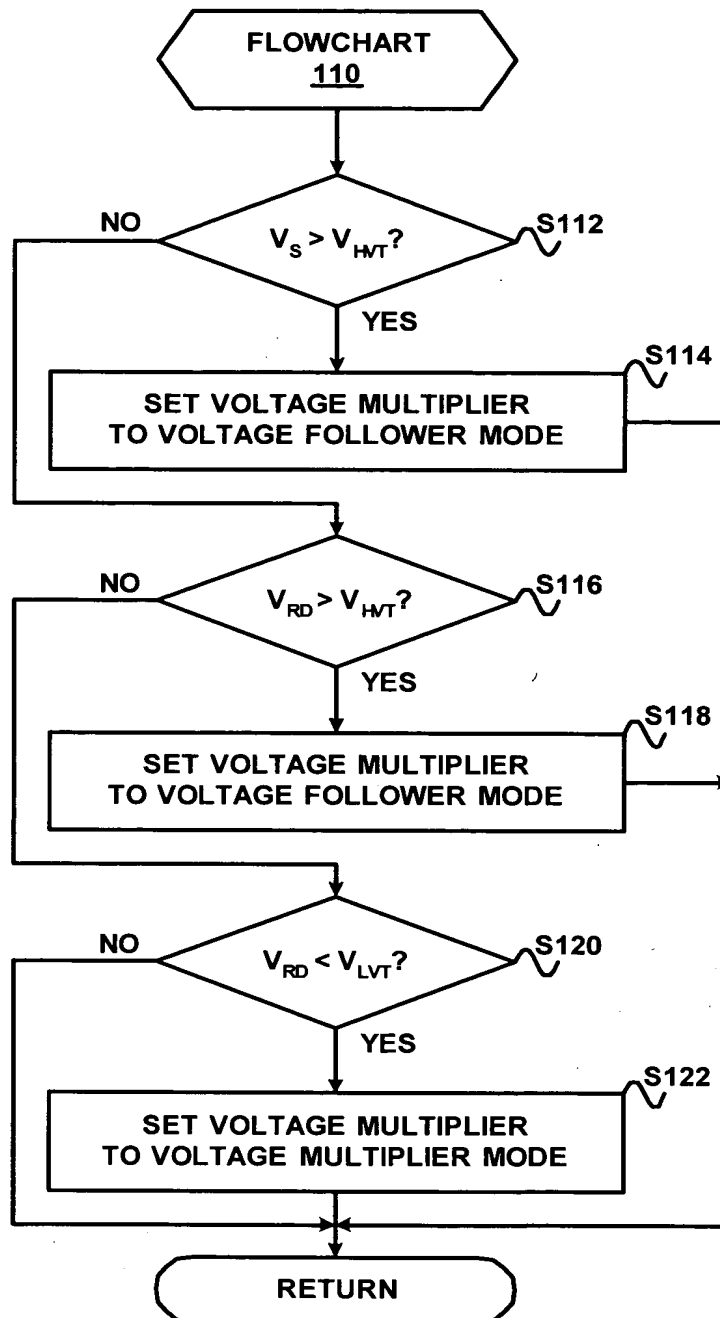 FLOWCHART
110
NO
V_S > V_HVT?
S112
YES
S114
SET VOLTAGE MULTIPLIER
TO VOLTAGE FOLLOWER MODE
NO
V_RD > V_HVT?
S116
YES
S118
SET VOLTAGE MULTIPLIER
TO VOLTAGE FOLLOWER MODE
NO
V_RD < V_LVT?
S120
YES
S122
SET VOLTAGE MULTIPLIER
TO VOLTAGE MULTIPLIER MODE
RETURN